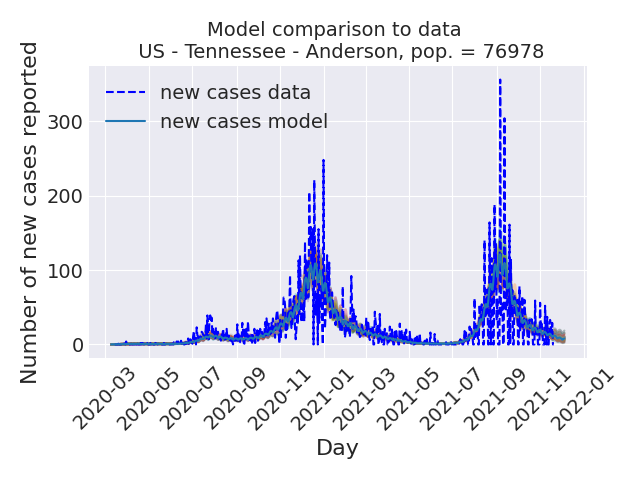 Model comparison to data
US - Tennessee - Anderson, pop. = 76978
new cases data
new cases model
Number of new cases reported
300
200
100
0
2020-03
2020-05
2020-07
2020-09
2020-11
2021-01
2021-03
2021-05
2021-07
2021-09
2021-11
2022-01
Day